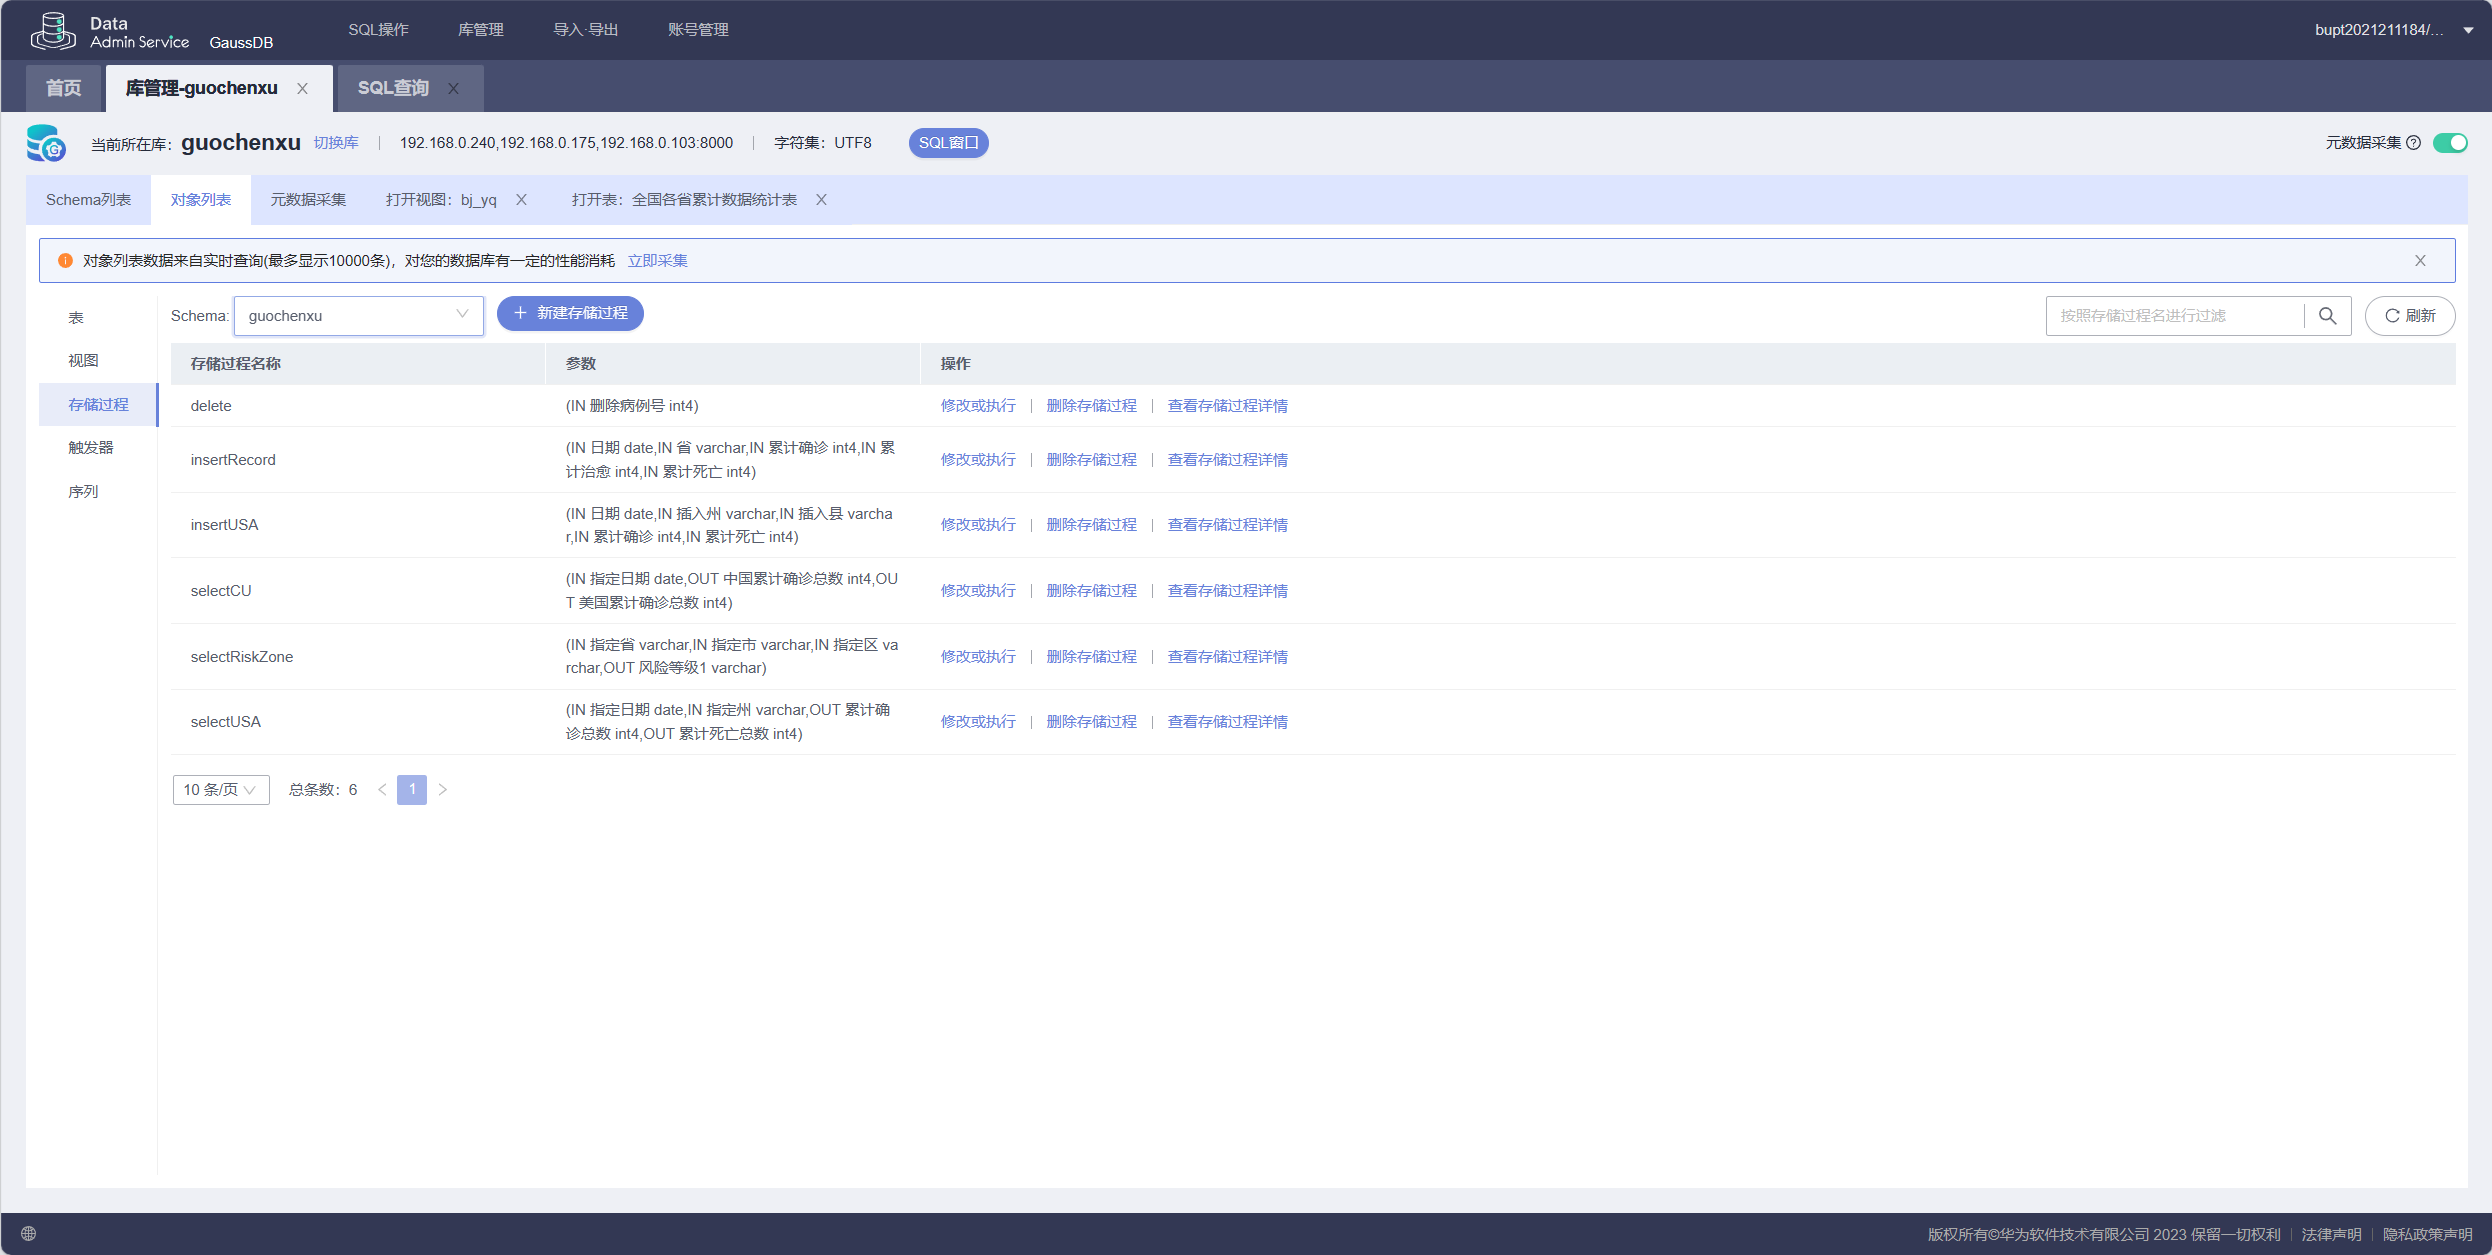 Data
Admin Service GaussDB SQL操作 库管理 导入·导出 账号管理 bupt2021211184/...
首页 库管理-guochenxu SQL查询
当前所在库: guochenxu 切换库 192.168.0.240,192.168.0.175,192.168.0.103:8000 字符集: UTF8 SQL窗口 元数据采集
Schema列表 对象列表 元数据采集 打开视图: bj_yq 打开表: 全国各省累计数据统计表
对象列表数据来自实时查询(最多显示10000条), 对您的数据库有一定的性能消耗 立即采集
表
视图
存储过程
触发器
序列
Schema: guochenxu + 新建存储过程 按照存储过程名进行过滤 刷新
存储过程名称 参数 操作
delete (IN 删除病例号 int4) 修改或执行 | 删除存储过程 | 查看存储过程详情
insertRecord (IN 日期 date,IN 省 varchar,IN 累计确诊 int4,IN 累
计治愈 int4,IN 累计死亡 int4) 修改或执行 | 删除存储过程 | 查看存储过程详情
insertUSA (IN 日期 date,IN 插入州 varchar,IN 插入县 varcha
r,IN 累计确诊 int4,IN 累计死亡 int4) 修改或执行 | 删除存储过程 | 查看存储过程详情
selectCU (IN 指定日期 date,OUT 中国累计确诊总数 int4,OU
T 美国累计确诊总数 int4) 修改或执行 | 删除存储过程 | 查看存储过程详情
selectRiskZone (IN 指定省 varchar,IN 指定市 varchar,IN 指定区 va
rchar,OUT 风险等级1 varchar) 修改或执行 | 删除存储过程 | 查看存储过程详情
selectUSA (IN 指定日期 date,IN 指定州 varchar,OUT 累计确
诊总数 int4,OUT 累计死亡总数 int4) 修改或执行 | 删除存储过程 | 查看存储过程详情
10 条/页 总条数: 6 < 1 >
版权所有©华为软件技术有限公司 2023 保留一切权利 | 法律声明 | 隐私政策声明